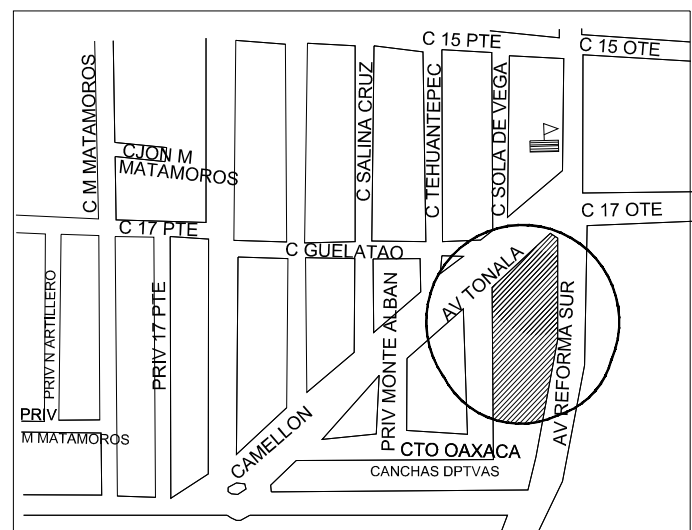 C 15 PTE
C 15 OTE
C M MATAMOROS
C SALINA CRUZ
C TEHUANTEPEC
C SOLA DE VEGA
CJON M
MATAMOROS
C 17 OTE
C 17 PTE
C GUELATAO
AV TONALA
PRIV N ARTILLERO
PRIV 17 PTE
PRIV MONTE ALBAN
AV REFORMA SUR
PRIV
M MATAMOROS
CAMELLON
CTO OAXACA
CANCHAS DPTVAS